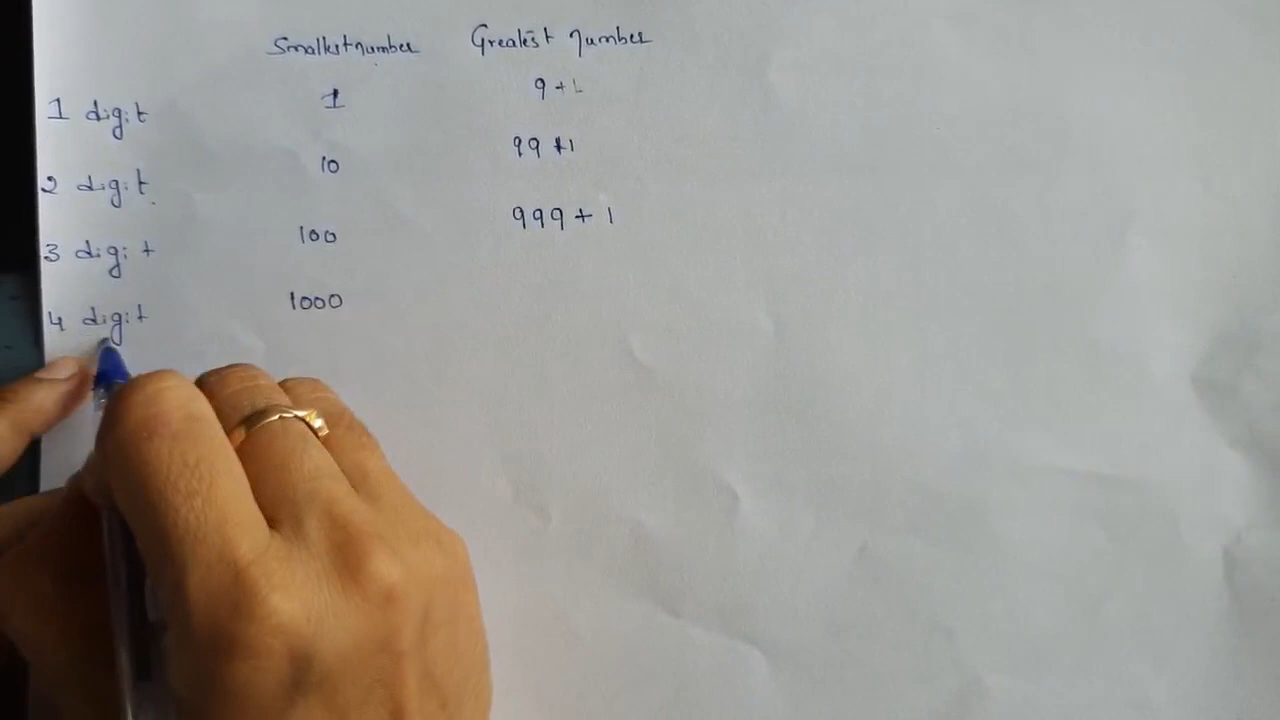 Smallest number Greatest number
1 digit 1 9 + 1
2 digit 10 99 + 1
3 digit 100 999 + 1
4 digit 1000